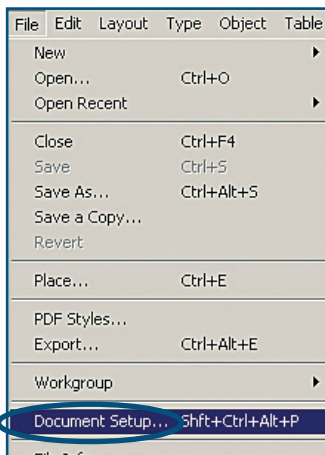 File Edit Layout Type Object Table
New
Open... Ctrl+O
Open Recent
Close Ctrl+F4
Save Ctrl+S
Save As... Ctrl+Alt+S
Save a Copy...
Revert
Place... Ctrl+E
PDF Styles...
Export... Ctrl+Alt+E
Workgroup
Document Setup... Shft+Ctrl+Alt+P